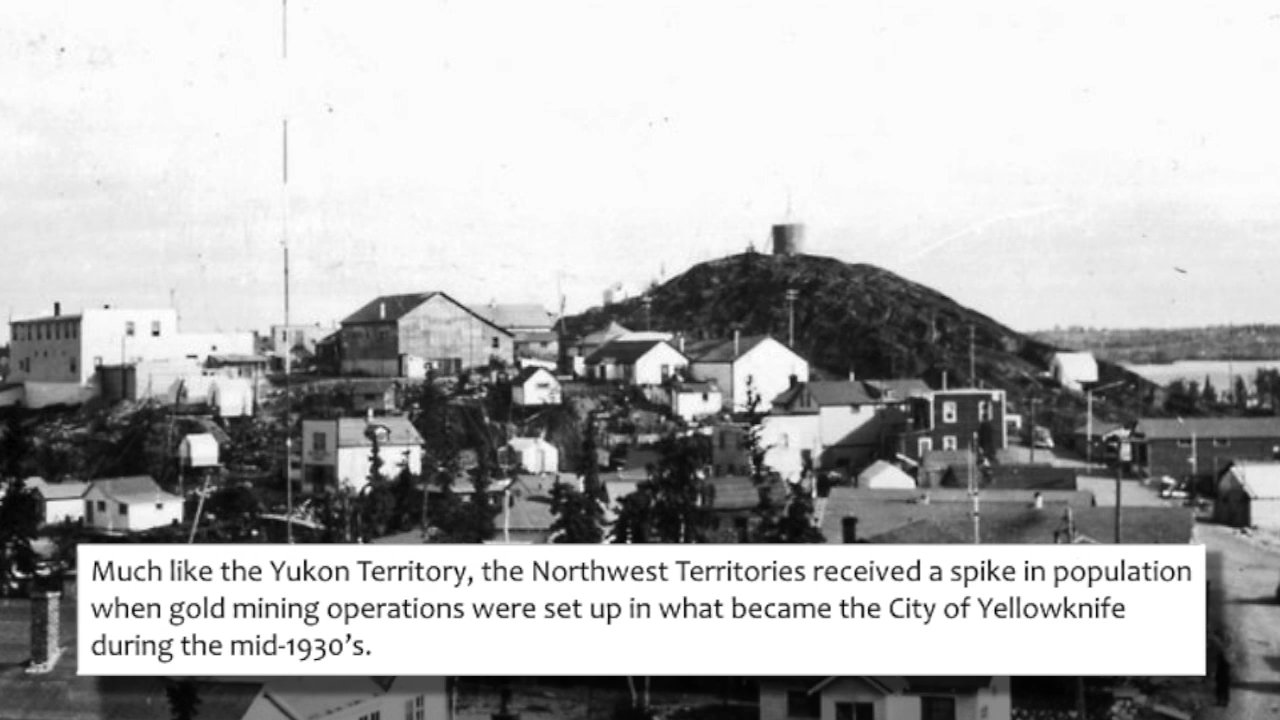 Much like the Yukon Territory, the Northwest Territories received a spike in population
when gold mining operations were set up in what became the City of Yellowknife
during the mid-1930’s.